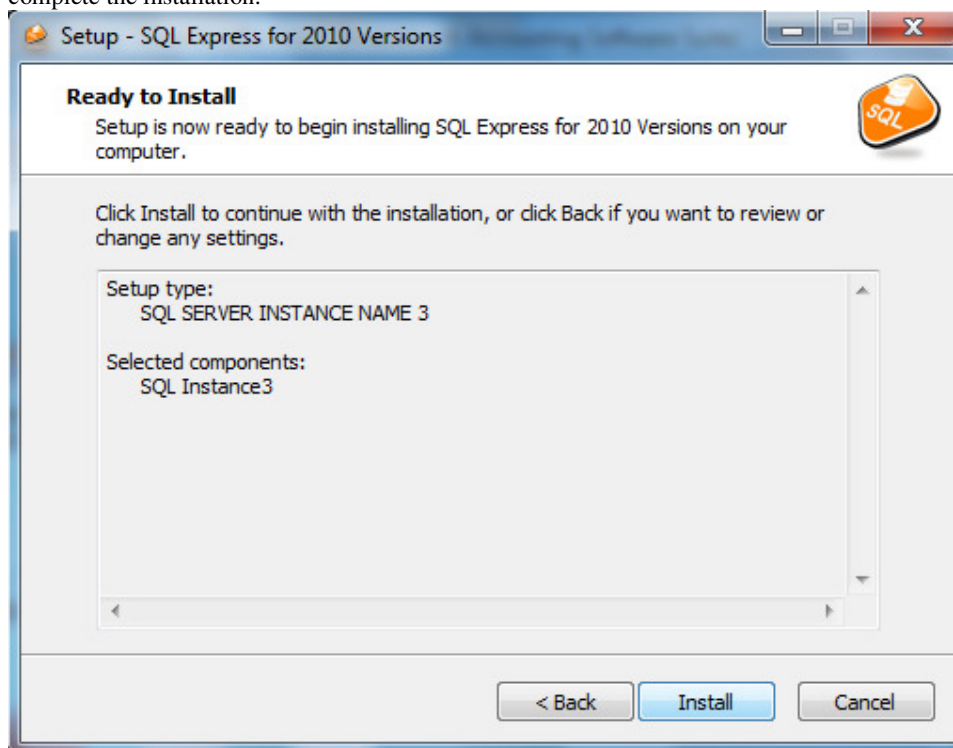 complete the installation.
Setup - SQL Express for 2010 Versions
X
Ready to Install
Setup is now ready to begin installing SQL Express for 2010 Versions on your
computer.
SQL
Click Install to continue with the installation, or click Back if you want to review or
change any settings.
Setup type:
SQL SERVER INSTANCE NAME 3
Selected components:
SQL Instance3
< Back
Install
Cancel